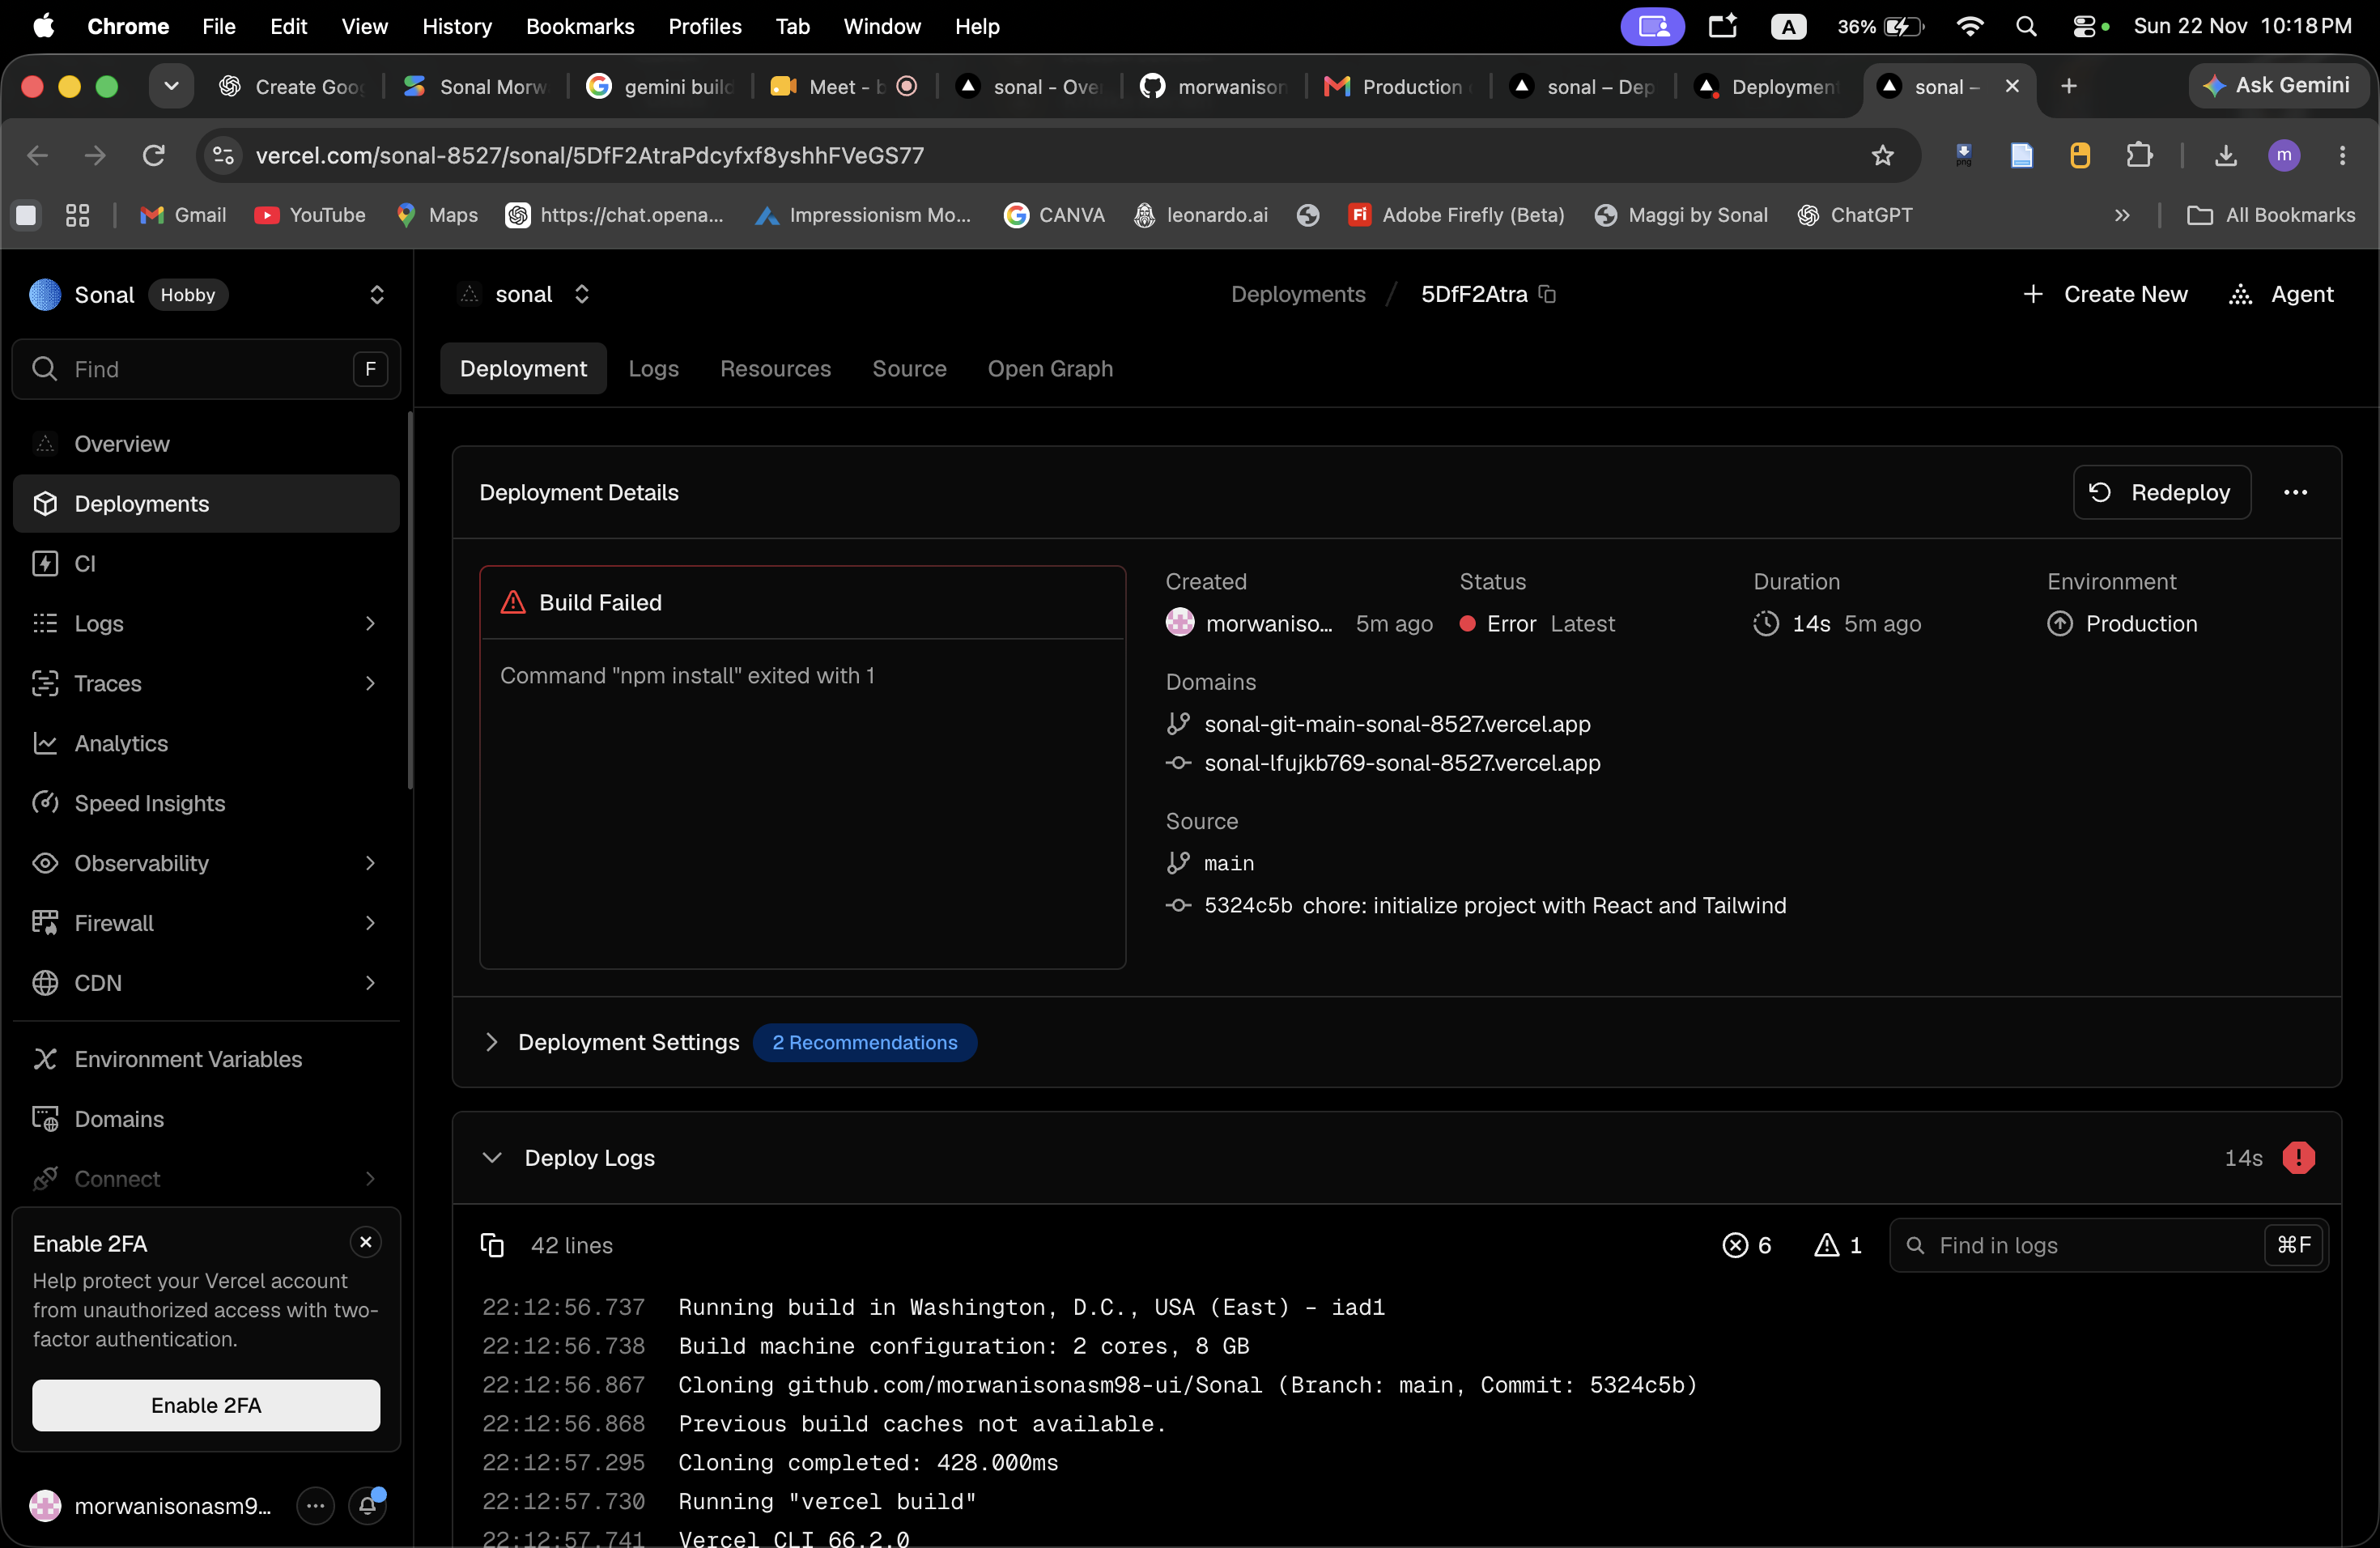 Chrome File Edit View History Bookmarks Profiles Tab Window Help
A 36% Sun 22 Nov 10:18 PM
Create Goo Sonal Morw gemini build Meet - b sonal - Ove morwanison Production sonal – Dep Deployment sonal –
Ask Gemini
vercel.com/sonal-8527/sonal/5DfF2AtraPdcyfxf8yshhFVeGS77
png
m
Gmail YouTube Maps https://chat.opena... Impressionism Mo... CANVA leonardo.ai Fi Adobe Firefly (Beta) Maggi by Sonal ChatGPT
All Bookmarks
Sonal Hobby
Find F
Overview
Deployments
CI
Logs
Traces
Analytics
Speed Insights
Observability
Firewall
CDN
Environment Variables
Domains
Connect
Enable 2FA
Help protect your Vercel account
from unauthorized access with two-
factor authentication.
Enable 2FA
morwanisonasm9...
sonal
Deployments / 5DfF2Atra
Create New Agent
Deployment Logs Resources Source Open Graph
Deployment Details
Redeploy
Build Failed
Command "npm install" exited with 1
Created
morwaniso... 5m ago
Status
Error Latest
Duration
14s 5m ago
Environment
Production
Domains
sonal-git-main-sonal-8527.vercel.app
sonal-lfujkb769-sonal-8527.vercel.app
Source
main
5324c5b chore: initialize project with React and Tailwind
Deployment Settings 2 Recommendations
Deploy Logs
14s
42 lines
6 1 Find in logs ⌘F
22:12:56.737 Running build in Washington, D.C., USA (East) – iad1
22:12:56.738 Build machine configuration: 2 cores, 8 GB
22:12:56.867 Cloning github.com/morwanisonasm98-ui/Sonal (Branch: main, Commit: 5324c5b)
22:12:56.868 Previous build caches not available.
22:12:57.295 Cloning completed: 428.000ms
22:12:57.730 Running "vercel build"
22:12:57.741 Vercel CLI 66.2.0